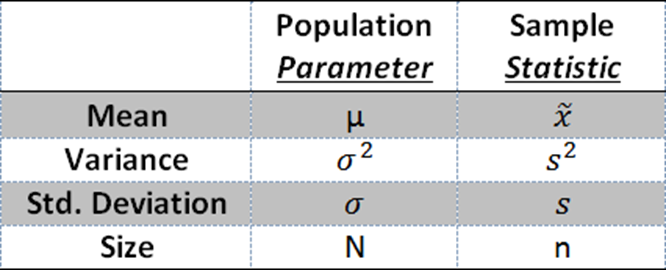 Population Sample
Parameter Statistic
Mean μ x̃
Variance σ² s²
Std. Deviation σ s
Size N n